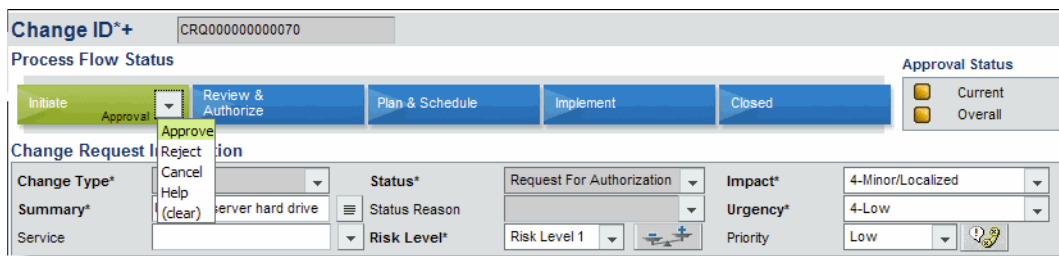 Change ID*+ CRQ000000000070
Process Flow Status
Approval Status
Initiate
Approval
Review &
Authorize
Plan & Schedule
Implement
Closed
Current
Overall
Approve
Reject
Cancel
Help
(clear)
Change Request
Change Type*
Status* Request For Authorization
Impact* 4-Minor/Localized
Summary* server hard drive
Status Reason
Urgency* 4-Low
Service
Risk Level* Risk Level 1
Priority Low